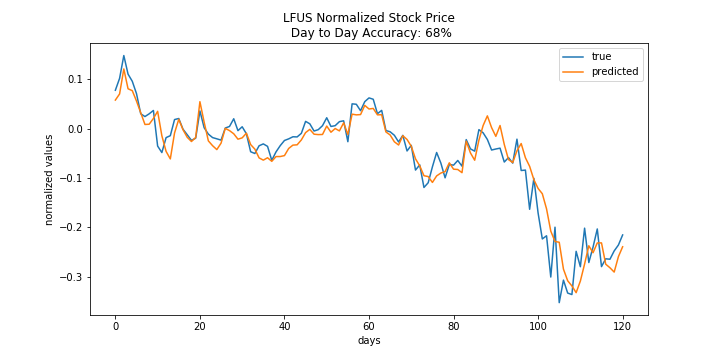 LFUS Normalized Stock Price
Day to Day Accuracy: 68%
true
predicted
normalized values
0.1
0.0
−0.1
−0.2
−0.3
0 20 40 60 80 100 120
days